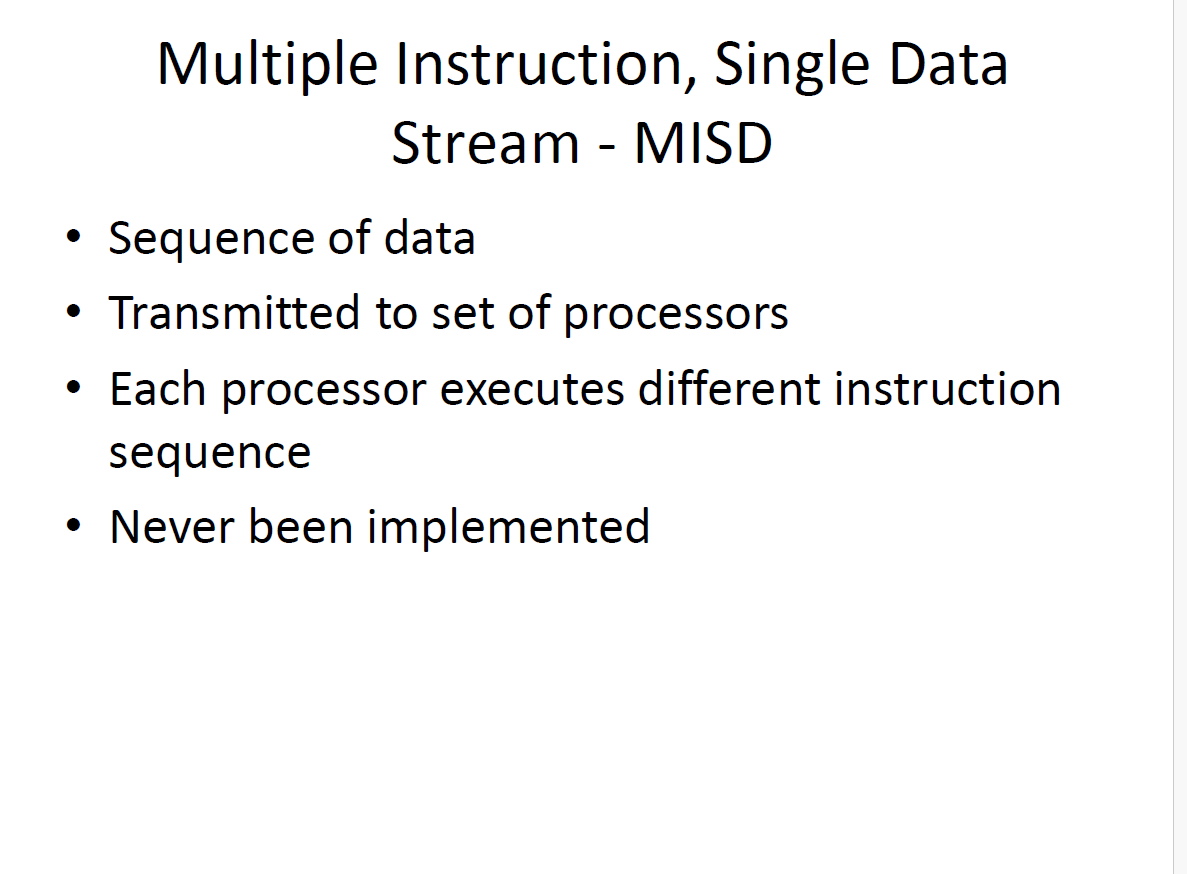 Multiple Instruction, Single Data
Stream - MISD
• Sequence of data
• Transmitted to set of processors
• Each processor executes different instruction
sequence
• Never been implemented